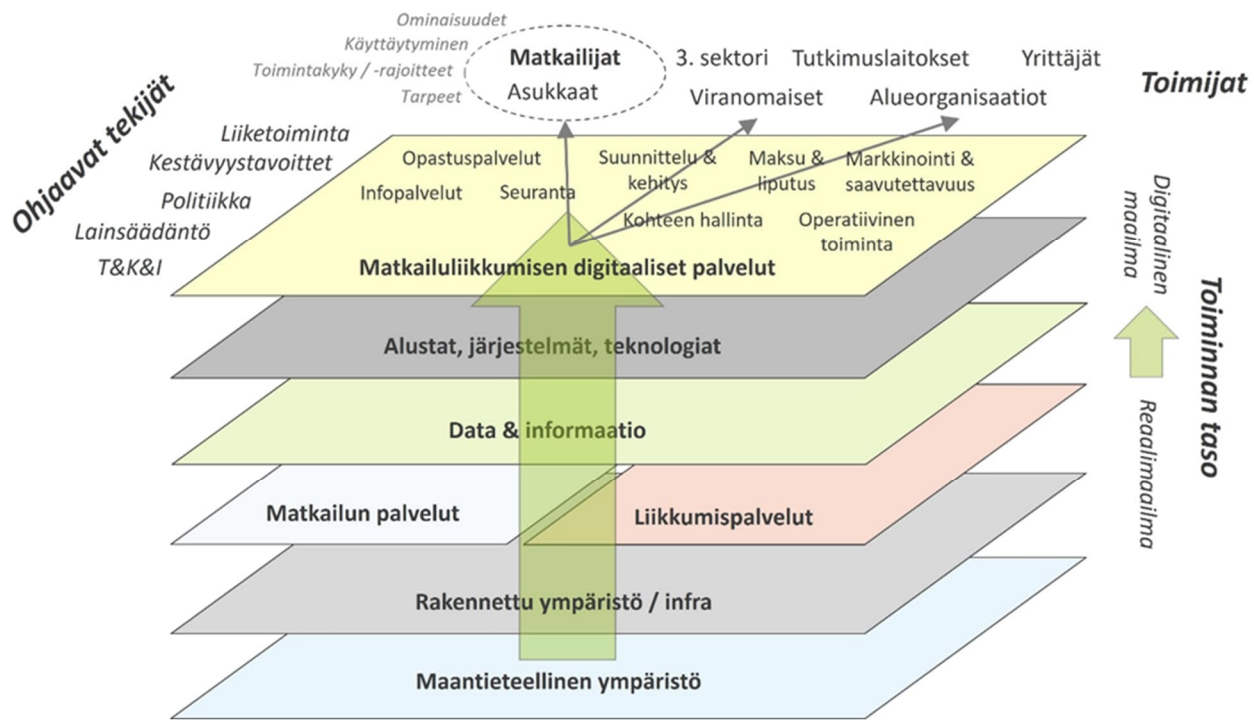 Ominaisuudet
Käyttäytyminen
Toimintakyky / -rajoitteet
Tarpeet
Matkailijat
Asukkaat
3. sektori
Tutkimuslaitokset
Yrittäjät
Viranomaiset
Alueorganisaatiot
Toimijat
Ohjaavat tekijät
Liiketoiminta
Kestävyystavoittet
Politiikka
Lainsäädäntö
T&K&I
Opastuspalvelut
Infopalvelut
Seuranta
Suunnittelu &
kehitys
Maksu &
liputus
Markkinointi &
saavutettavuus
Kohteen hallinta
Operatiivinen
toiminta
Matkailuliikkumisen digitaaliset palvelut
Alustat, järjestelmät, teknologiat
Data & informaatio
Matkailun palvelut
Liikkumispalvelut
Rakennettu ympäristö / infra
Maantieteellinen ympäristö
Digitaalinen
maailma
Reaalimaailma
Toiminnan taso